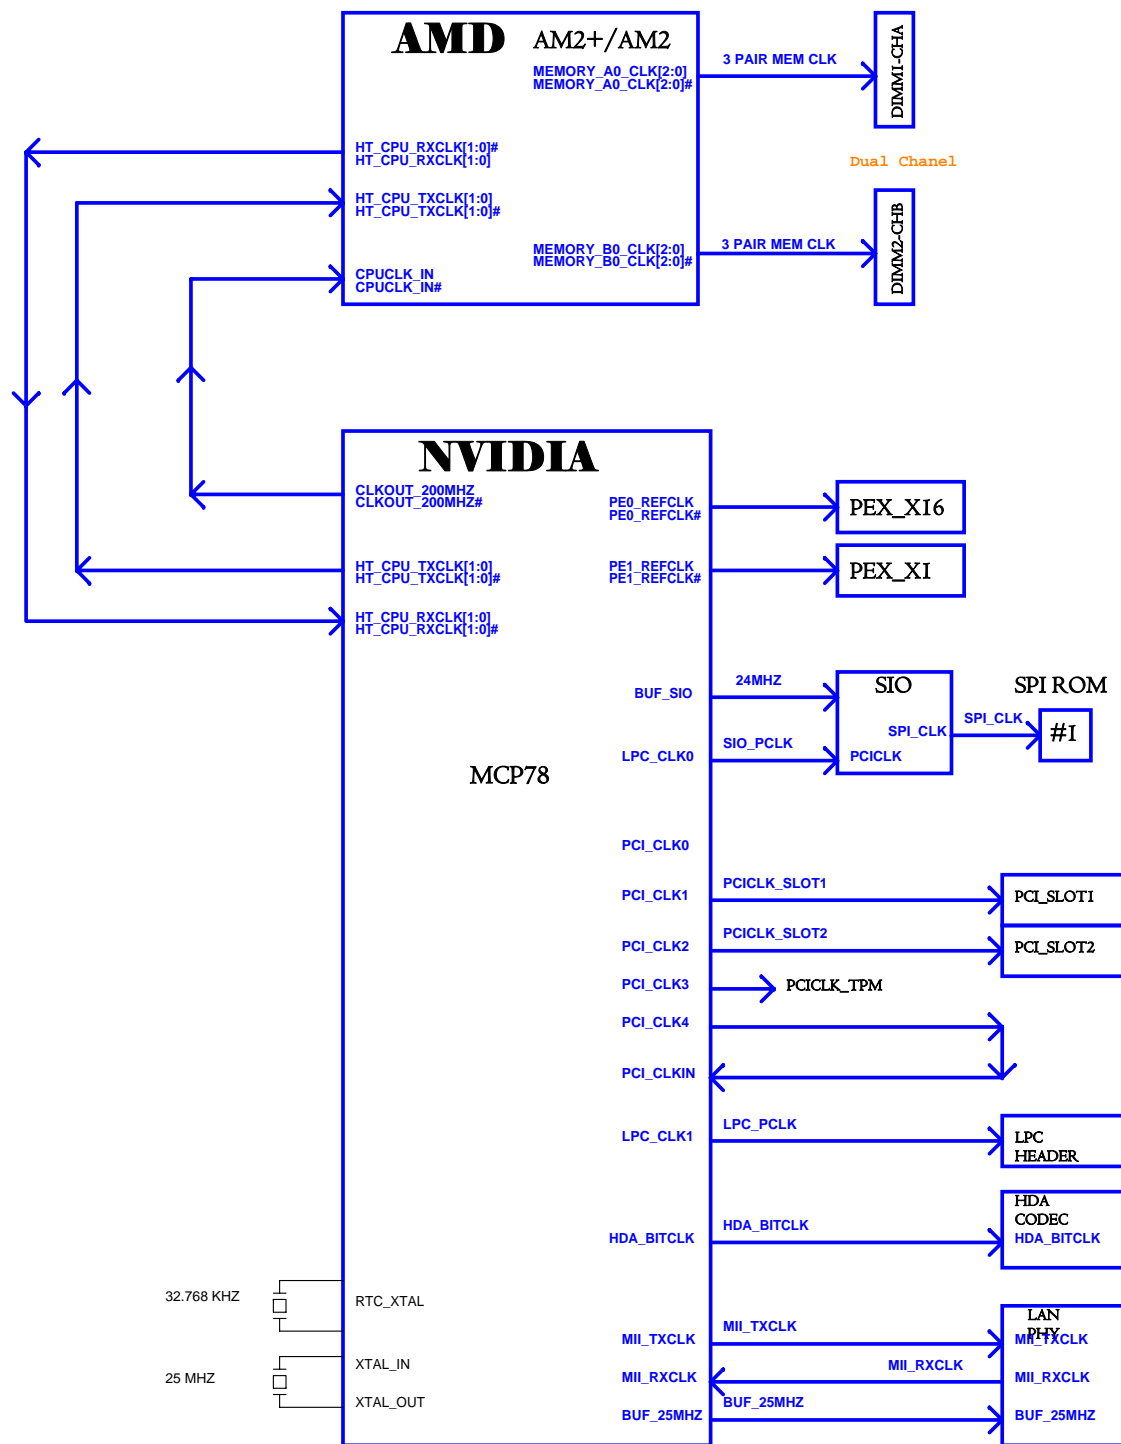 AMD AM2+/AM2
MEMORY_A0_CLK[2:0]
MEMORY_A0_CLK[2:0]#
3 PAIR MEM CLK
DIMM1-CHA
HT_CPU_RXCLK[1:0]#
HT_CPU_RXCLK[1:0]
Dual Chanel
HT_CPU_TXCLK[1:0]
HT_CPU_TXCLK[1:0]#
MEMORY_B0_CLK[2:0]
MEMORY_B0_CLK[2:0]#
3 PAIR MEM CLK
DIMM2-CHB
CPUCLK_IN
CPUCLK_IN#
NVIDIA
CLKOUT_200MHZ
CLKOUT_200MHZ#
PE0_REFCLK
PE0_REFCLK#
PEX_X16
HT_CPU_TXCLK[1:0]
HT_CPU_TXCLK[1:0]#
PE1_REFCLK
PE1_REFCLK#
PEX_X1
HT_CPU_RXCLK[1:0]
HT_CPU_RXCLK[1:0]#
BUF_SIO
24MHZ
SIO
SPI ROM
SPI_CLK
SPI_CLK
#1
LPC_CLK0
SIO_PCLK
PCICLK
MCP78
PCI_CLK0
PCI_CLK1
PCICLK_SLOT1
PCI_SLOT1
PCI_CLK2
PCICLK_SLOT2
PCI_SLOT2
PCI_CLK3
PCICLK_TPM
PCI_CLK4
PCI_CLKIN
LPC_CLK1
LPC_PCLK
LPC
HEADER
HDA
CODEC
HDA_BITCLK
HDA_BITCLK
HDA_BITCLK
32.768 KHZ
RTC_XTAL
LAN
PHY
MII_TXCLK
MII_TXCLK
MII_TXCLK
25 MHZ
XTAL_IN
MII_RXCLK
MII_RXCLK
MII_RXCLK
XTAL_OUT
BUF_25MHZ
BUF_25MHZ
BUF_25MHZ